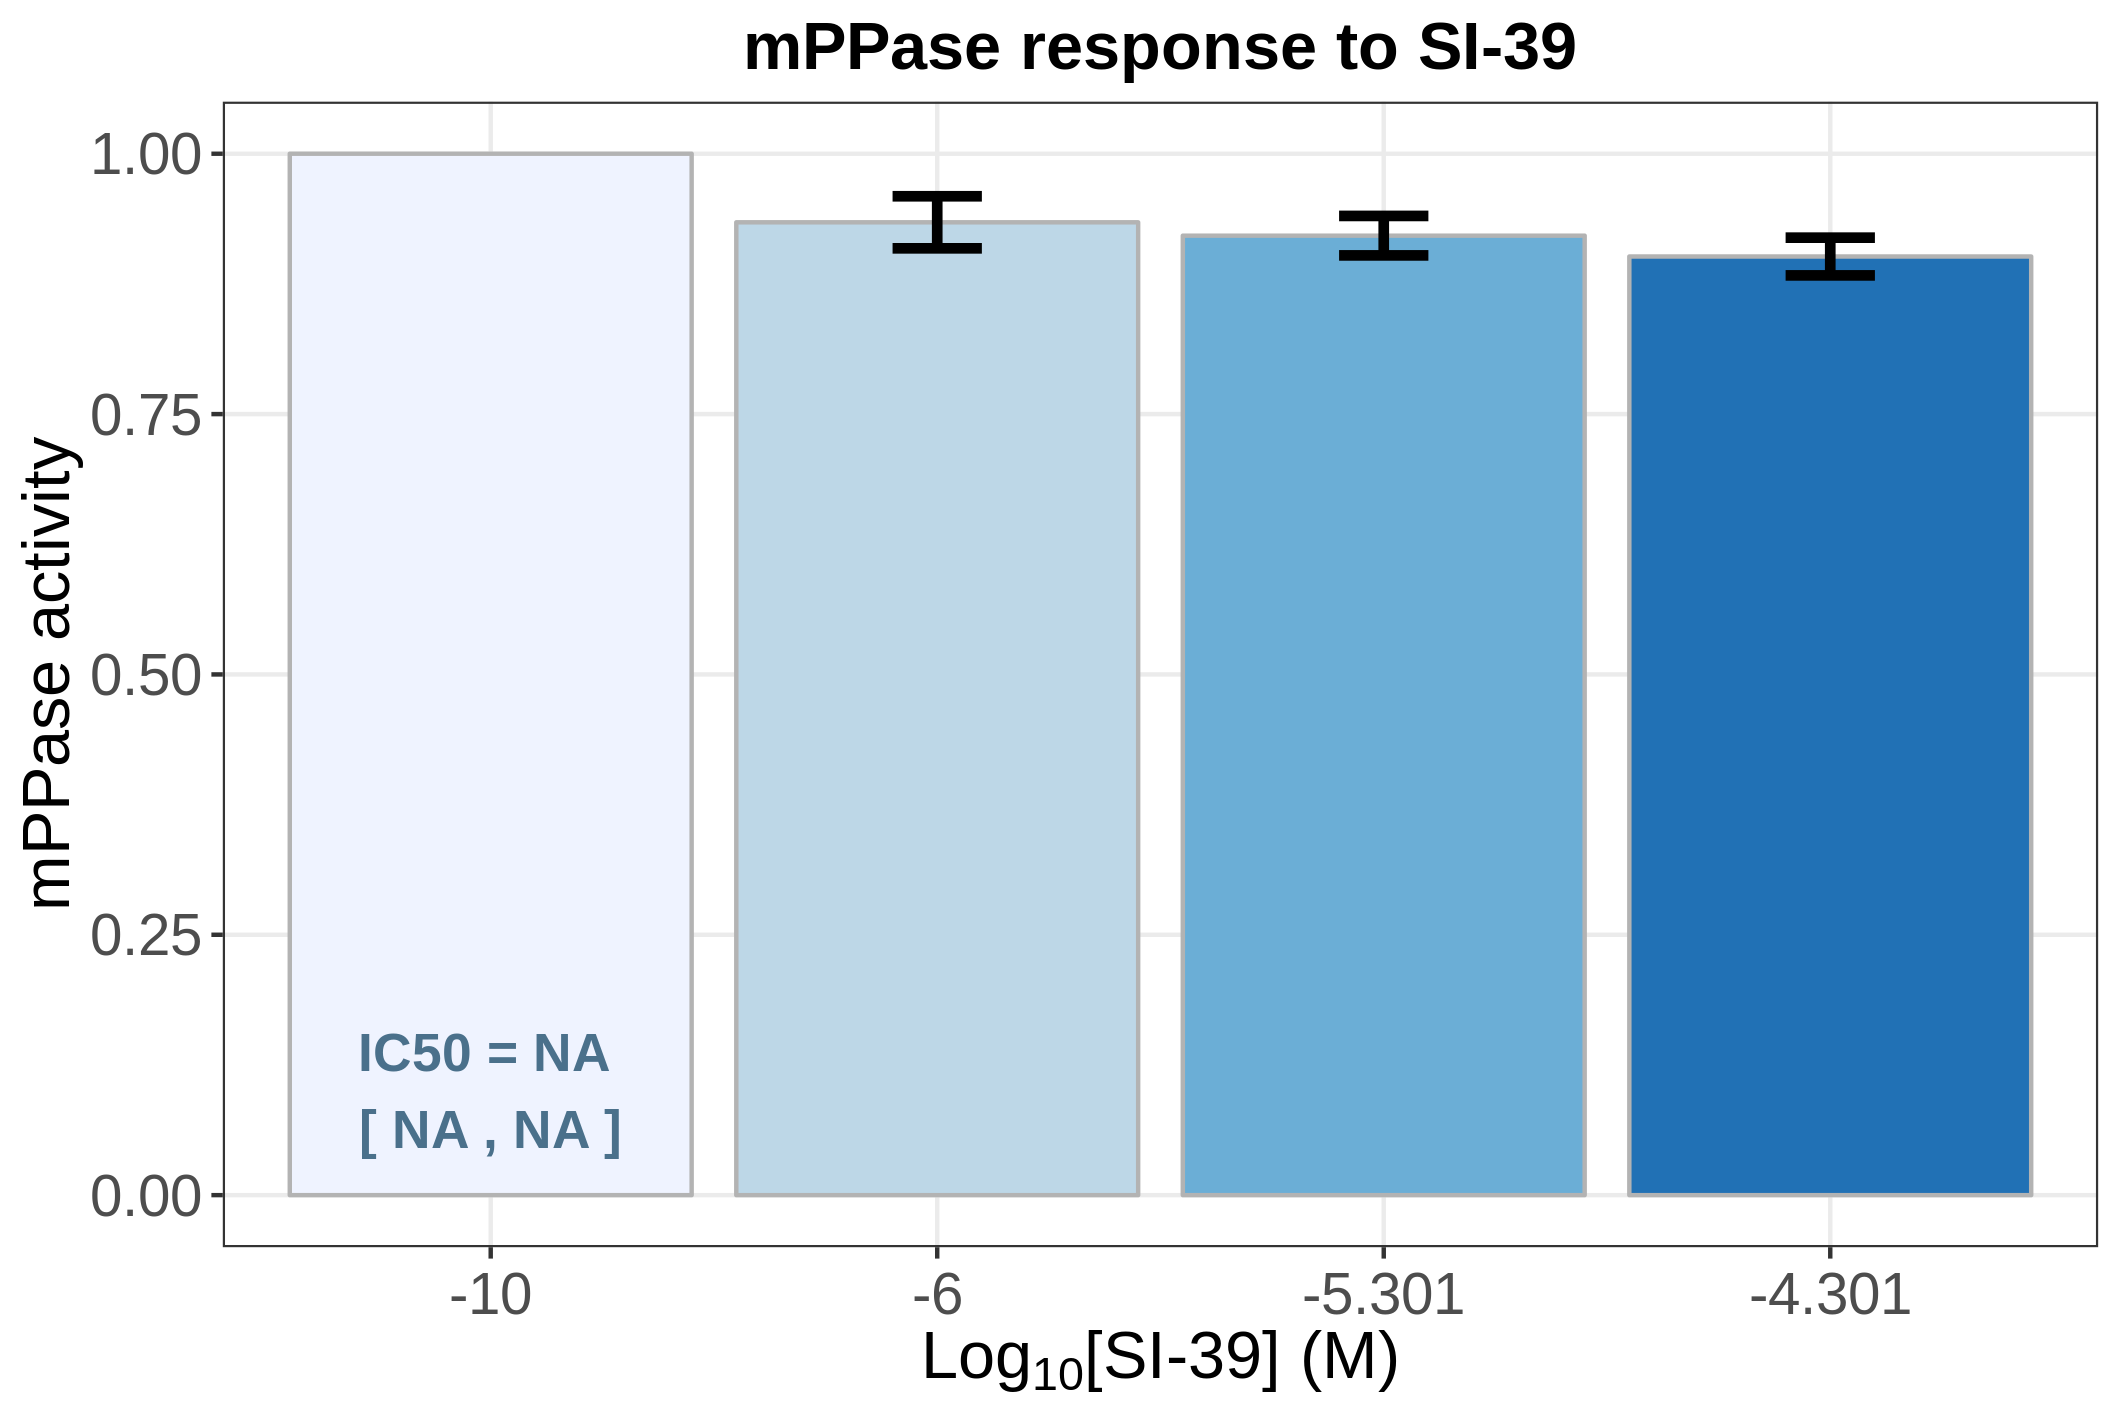 mPPase response to SI-39
mPPase activity
1.00
0.75
0.50
0.25
0.00
IC50 = NA
[ NA , NA ]
-10
-6
-5.301
-4.301
Log₁₀[SI-39] (M)